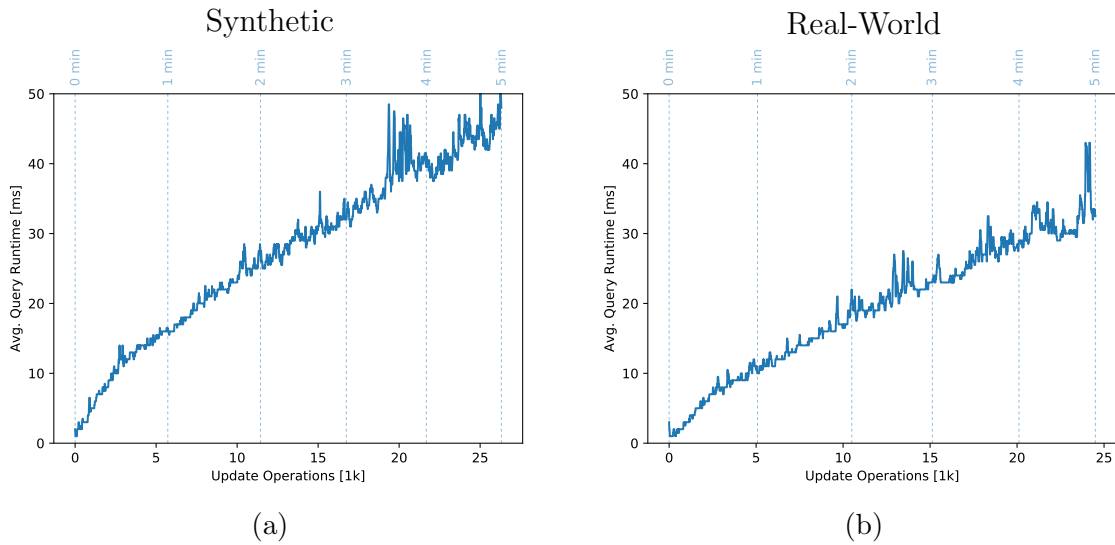 Synthetic
0 min
1 min
2 min
3 min
4 min
5 min
50
40
30
20
10
0
Avg. Query Runtime [ms]
0
5
10
15
20
25
Update Operations [1k]
(a)
Real-World
0 min
1 min
2 min
3 min
4 min
5 min
50
40
30
20
10
0
Avg. Query Runtime [ms]
0
5
10
15
20
25
Update Operations [1k]
(b)